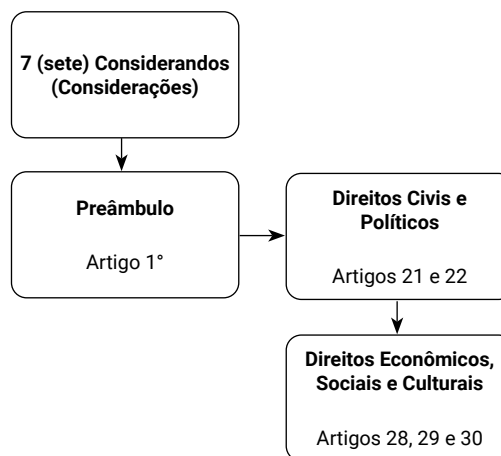 7 (sete) Considerandos
(Considerações)
Preâmbulo
Artigo 1°
Direitos Civis e
Políticos
Artigos 21 e 22
Direitos Econômicos,
Sociais e Culturais
Artigos 28, 29 e 30